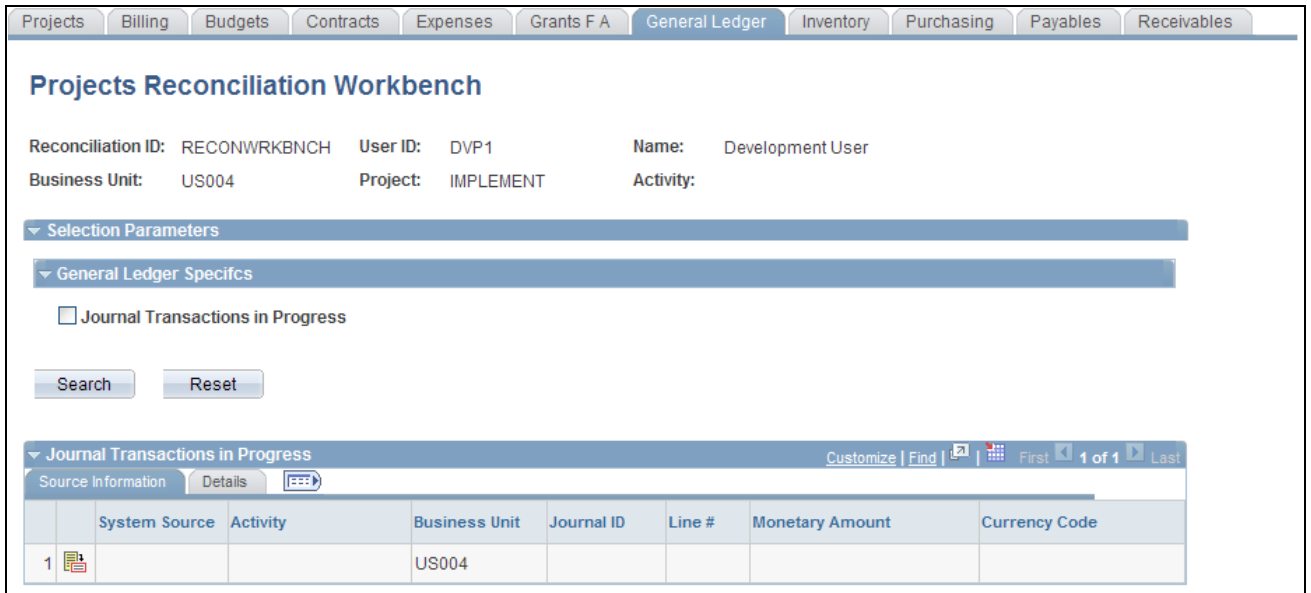 Projects Billing Budgets Contracts Expenses Grants F A General Ledger Inventory Purchasing Payables Receivables
Projects Reconciliation Workbench
Reconciliation ID: RECONWRKBNCH User ID: DVP1 Name: Development User
Business Unit: US004 Project: IMPLEMENT Activity:
Selection Parameters
General Ledger Specifcs
Journal Transactions in Progress
Search Reset
Journal Transactions in Progress Customize | Find | | First 1 of 1 Last
Source Information Details
System Source Activity Business Unit Journal ID Line # Monetary Amount Currency Code
1 US004